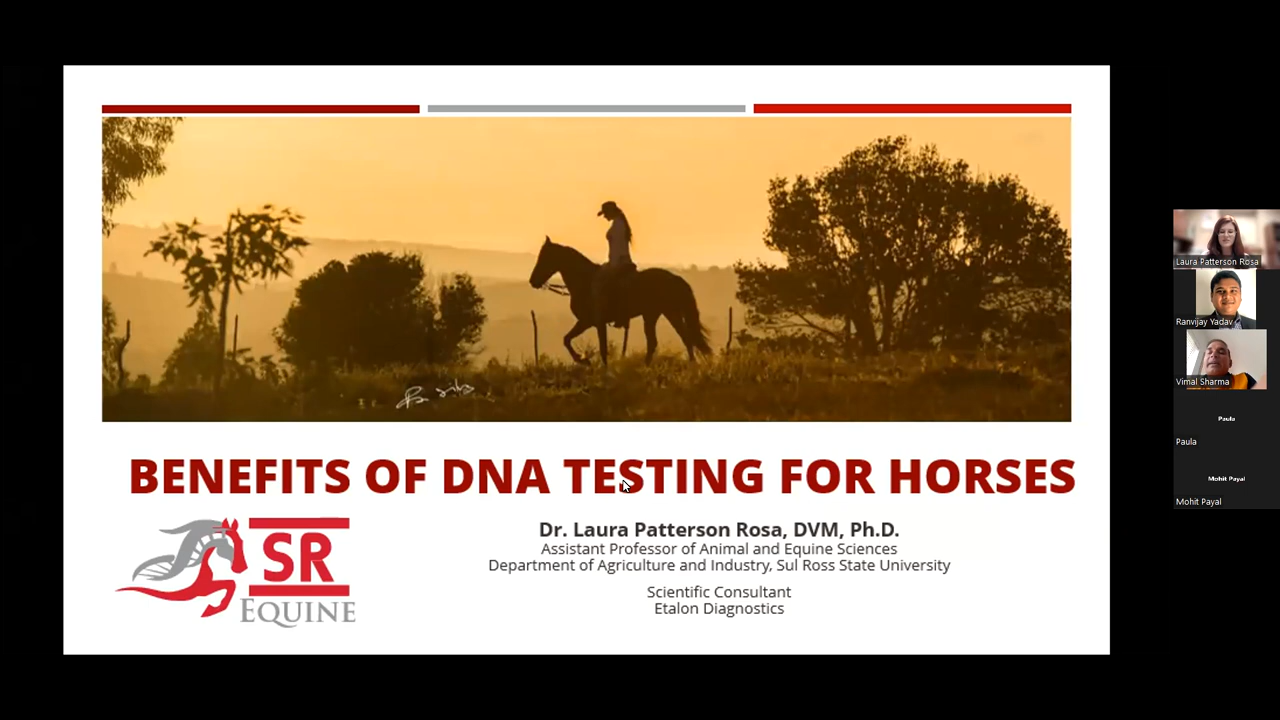 BENEFITS OF DNA TESTING FOR HORSES
SR
EQUINE
Dr. Laura Patterson Rosa, DVM, Ph.D.
Assistant Professor of Animal and Equine Sciences
Department of Agriculture and Industry, Sul Ross State University
Scientific Consultant
Etalon Diagnostics
Laura Patterson Rosa
Ranvijay Yadav
Vimal Sharma
Paula
Paula
Mohit Payal
Mohit Payal